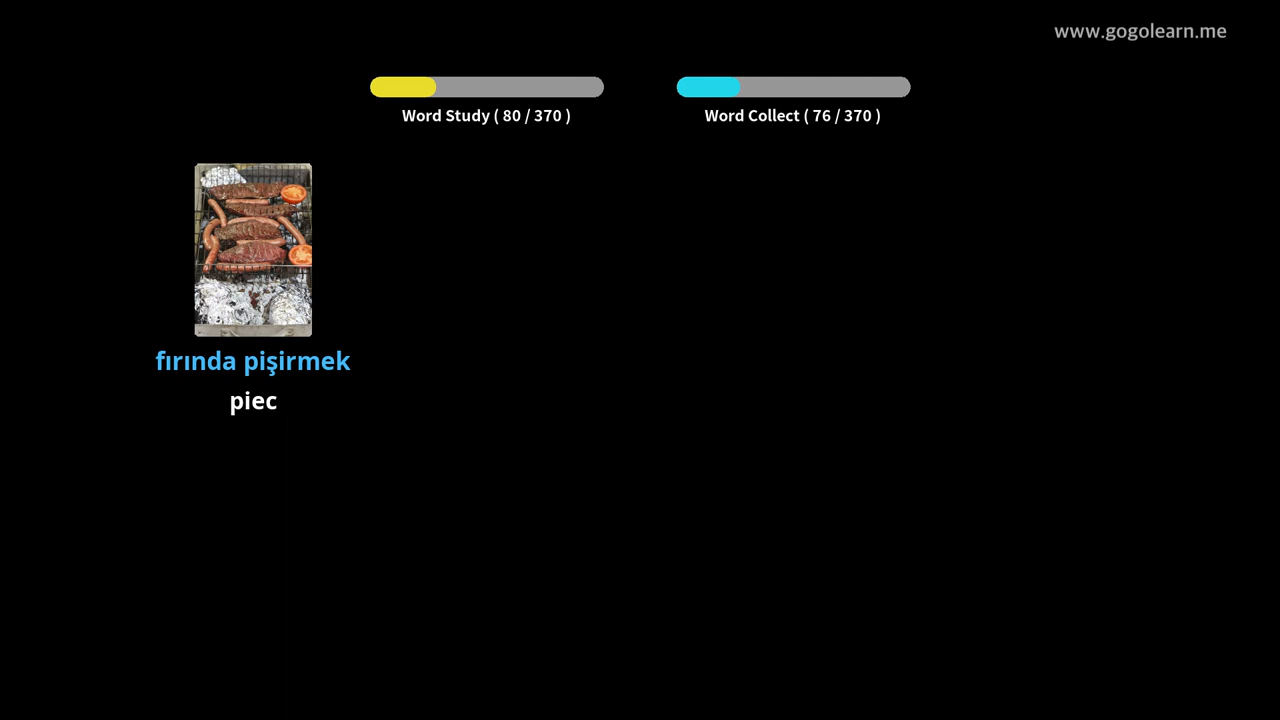 www.gogolearn.me
Word Study ( 80 / 370 )
Word Collect ( 76 / 370 )
fırında pişirmek
piec